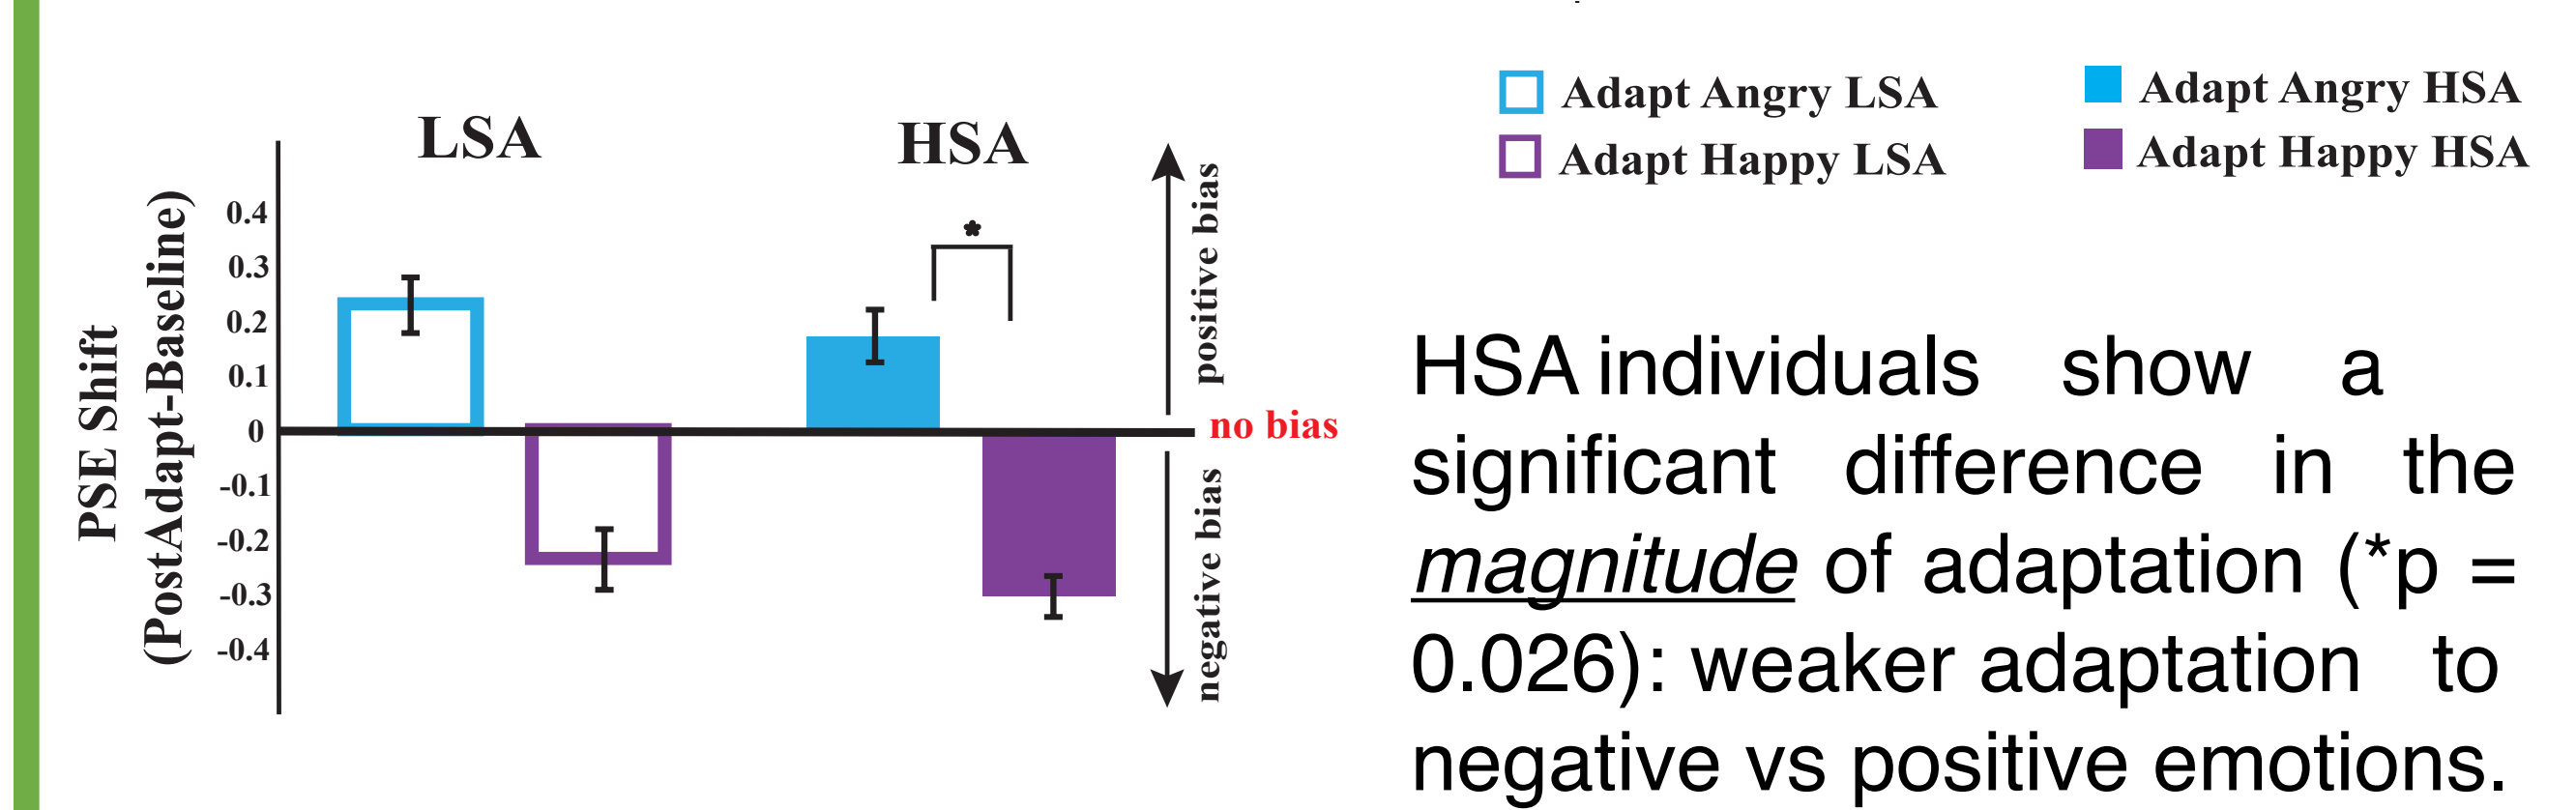 Adapt Angry LSA
Adapt Angry HSA
Adapt Happy LSA
Adapt Happy HSA
LSA
HSA
PSE Shift
(PostAdapt-Baseline)
0.4
0.3
0.2
0.1
0
-0.1
-0.2
-0.3
-0.4
*
positive bias
no bias
negative bias
HSA individuals show a
significant difference in the
magnitude of adaptation (*p =
0.026): weaker adaptation to
negative vs positive emotions.